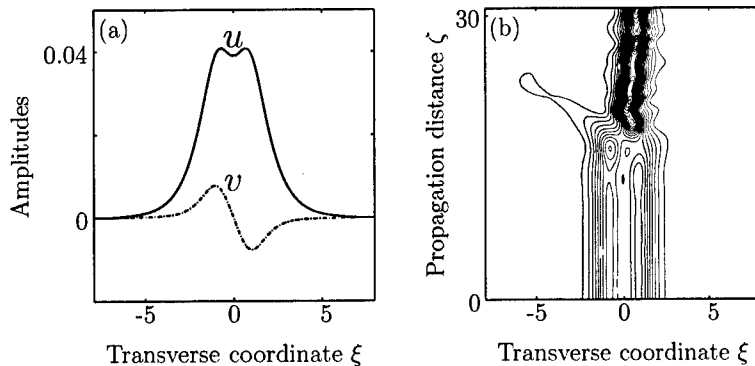 (a)
u
v
0.04
0
Amplitudes
-5 0 5
Transverse coordinate ξ
(b)
30
0
Propagation distance ζ
-5 0 5
Transverse coordinate ξ